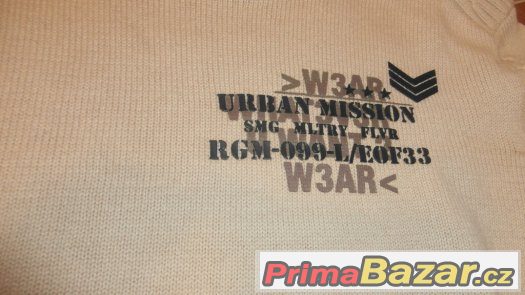 >W3AR
URBAN MISSION
SMG MLTRY FLVR
RGM-099-L/EOF33
W3AR<
PrimaBazar.cz